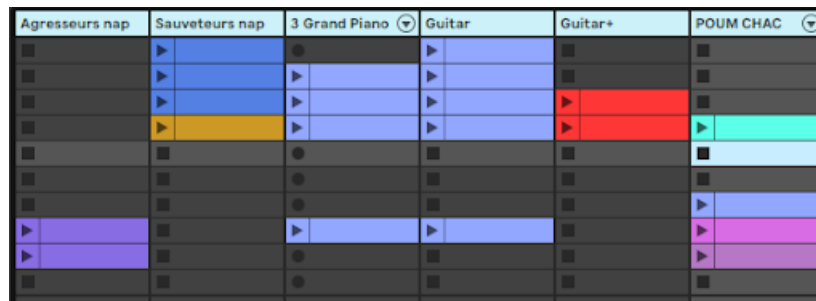 Agresseurs nap
Sauveteurs nap
3 Grand Piano
Guitar
Guitar+
POUM CHAC